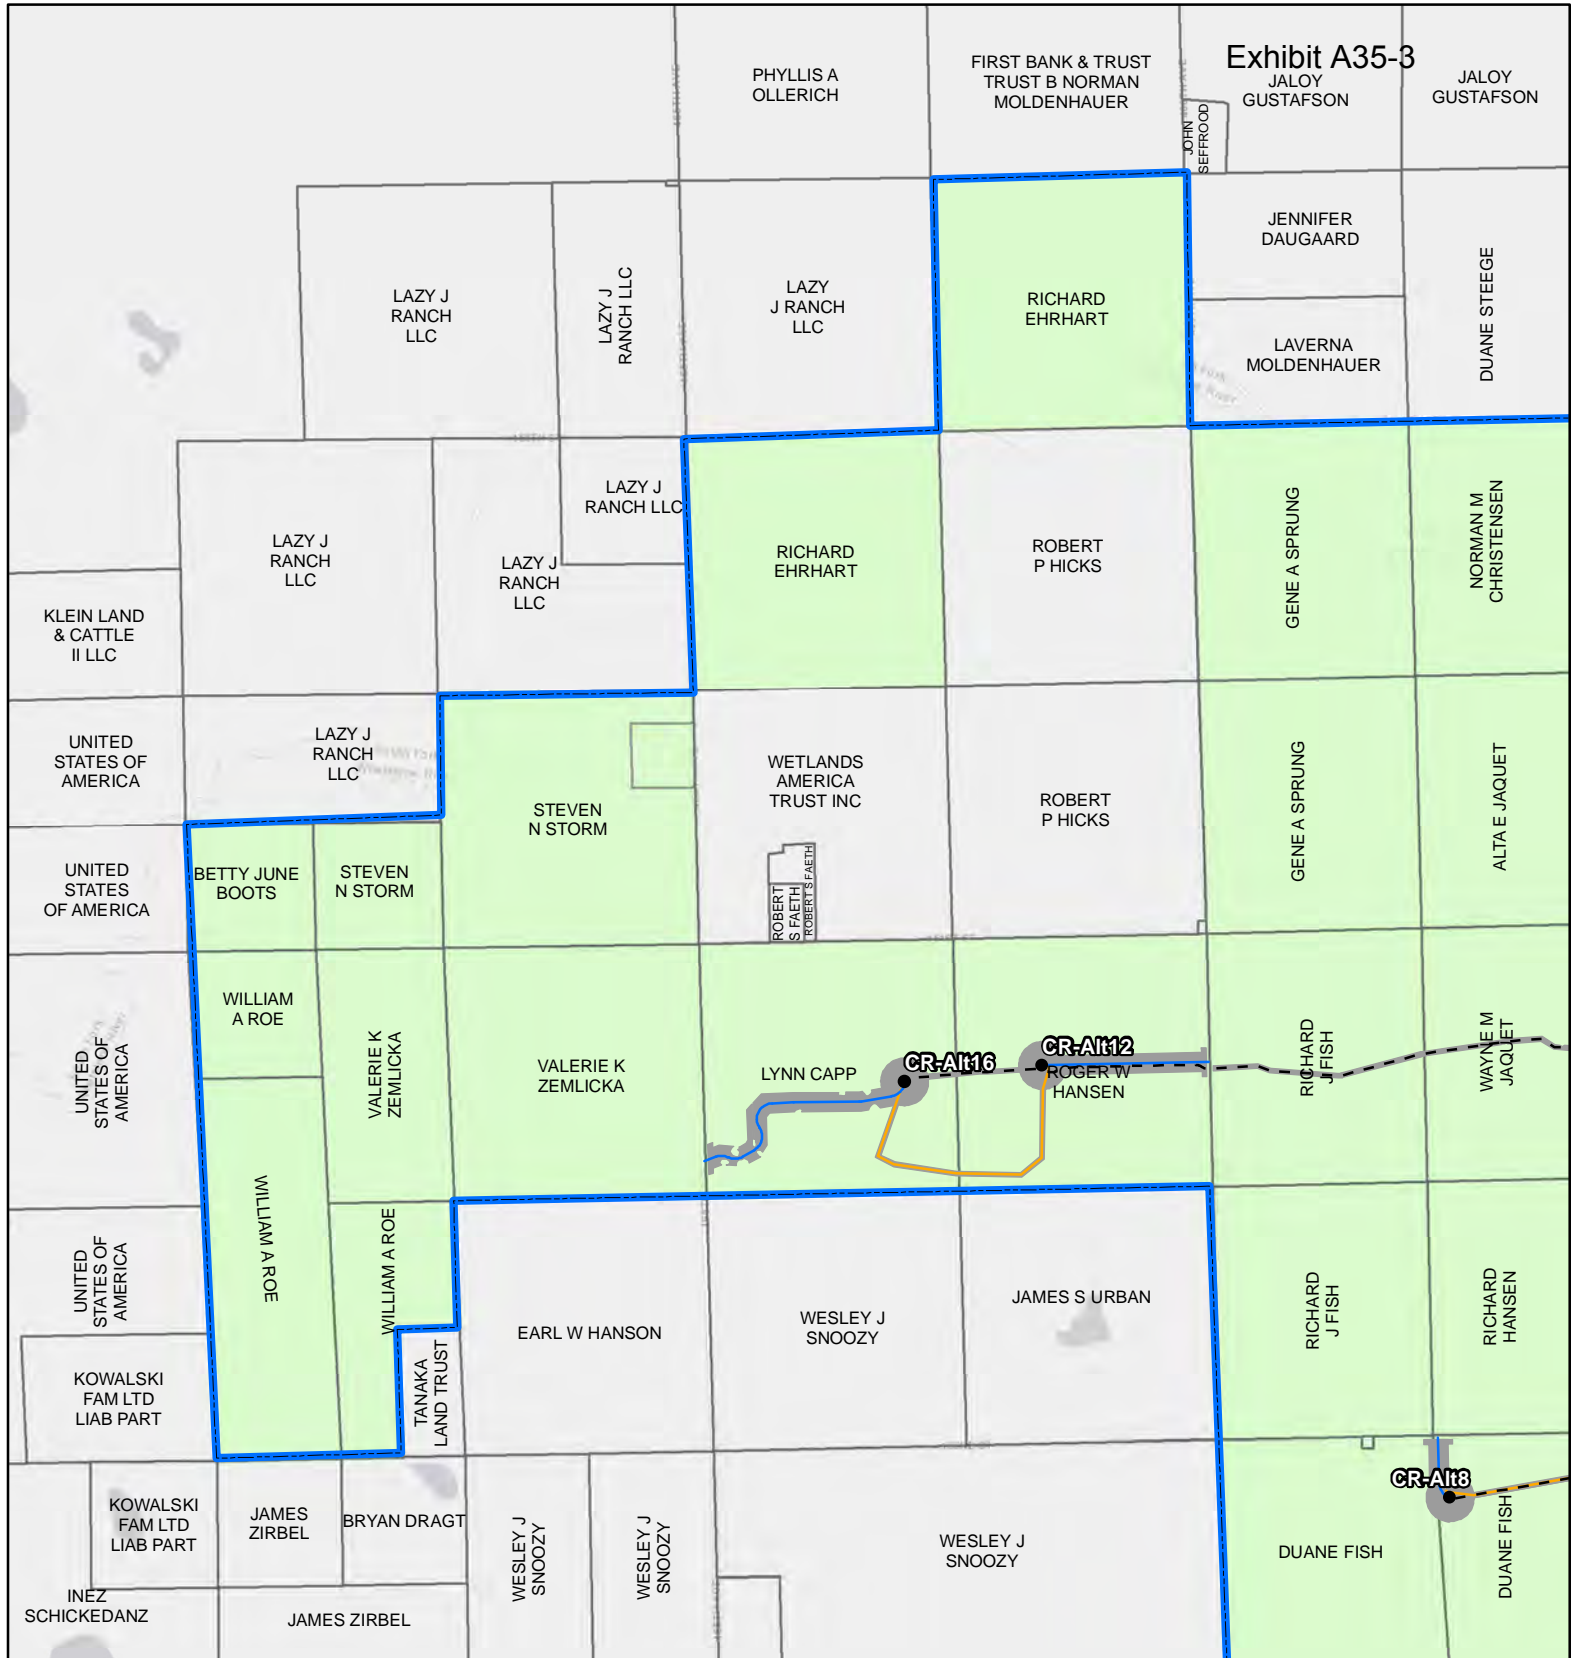 Exhibit A35-3
PHYLLIS A
OLLERICH
FIRST BANK & TRUST
TRUST B NORMAN
MOLDENHAUER
JALOY
GUSTAFSON
JALOY
GUSTAFSON
JOHN
SEFFROOD
JENNIFER
DAUGAARD
DUANE STEEGE
LAZY J
RANCH
LLC
LAZY J
RANCH LLC
LAZY
J RANCH
LLC
RICHARD
EHRHART
LAVERNA
MOLDENHAUER
LAZY J
RANCH LLC
LAZY J
RANCH
LLC
LAZY J
RANCH
LLC
RICHARD
EHRHART
ROBERT
P HICKS
GENE A SPRUNG
NORMAN M
CHRISTENSEN
KLEIN LAND
& CATTLE
II LLC
UNITED
STATES OF
AMERICA
LAZY J
RANCH
LLC
STEVEN
N STORM
WETLANDS
AMERICA
TRUST INC
ROBERT
P HICKS
GENE A SPRUNG
ALTA E JAQUET
UNITED
STATES
OF AMERICA
BETTY JUNE
BOOTS
STEVEN
N STORM
ROBERT
S FAETH
ROBERT S FAETH
WILLIAM
A ROE
VALERIE K
ZEMLICKA
VALERIE K
ZEMLICKA
LYNN CAPP
CR-Alt16
CR-Alt12
ROGER W
HANSEN
RICHARD
J FISH
WAYNE M
JAQUET
UNITED
STATES OF
AMERICA
WILLIAM A ROE
WILLIAM A ROE
UNITED
STATES OF
AMERICA
EARL W HANSON
WESLEY J
SNOOZY
JAMES S URBAN
RICHARD
J FISH
RICHARD
HANSEN
KOWALSKI
FAM LTD
LIAB PART
TANAKA
LAND TRUST
CR-Alt8
KOWALSKI
FAM LTD
LIAB PART
JAMES
ZIRBEL
BRYAN DRAGT
WESLEY J
SNOOZY
WESLEY J
SNOOZY
WESLEY J
SNOOZY
DUANE FISH
DUANE FISH
INEZ
SCHICKEDANZ
JAMES ZIRBEL